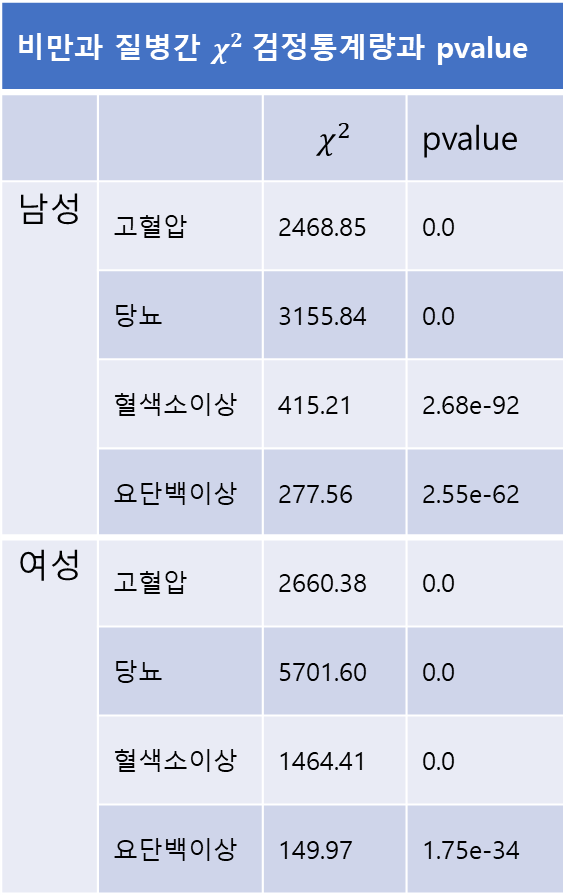 비만과 질병간 χ² 검정통계량과 pvalue
χ² pvalue
남성 고혈압 2468.85 0.0
당뇨 3155.84 0.0
혈색소이상 415.21 2.68e-92
요단백이상 277.56 2.55e-62
여성 고혈압 2660.38 0.0
당뇨 5701.60 0.0
혈색소이상 1464.41 0.0
요단백이상 149.97 1.75e-34